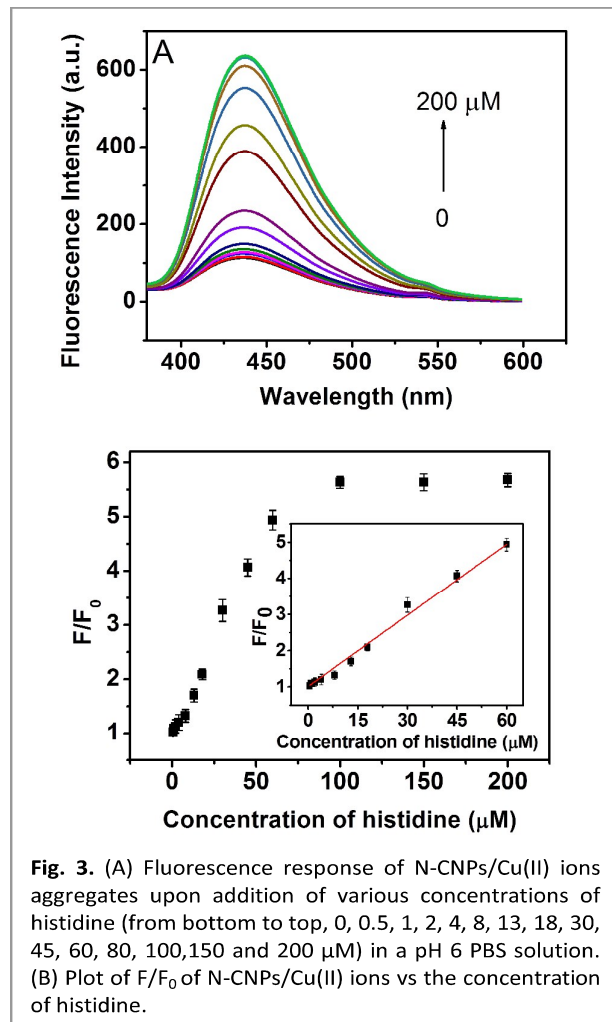 A
600
400
200
0
Fluorescence Intensity (a.u.)
200 μM
0
400 450 500 550 600
Wavelength (nm)
6
5
4
3
2
1
F/F0
0 50 100 150 200
Concentration of histidine (μM)
5
4
3
2
1
F/F0
0 15 30 45 60
Concentration of histidine (μM)
Fig. 3. (A) Fluorescence response of N-CNPs/Cu(II) ions
aggregates upon addition of various concentrations of
histidine (from bottom to top, 0, 0.5, 1, 2, 4, 8, 13, 18, 30,
45, 60, 80, 100,150 and 200 μM) in a pH 6 PBS solution.
(B) Plot of F/F0 of N-CNPs/Cu(II) ions vs the concentration
of histidine.